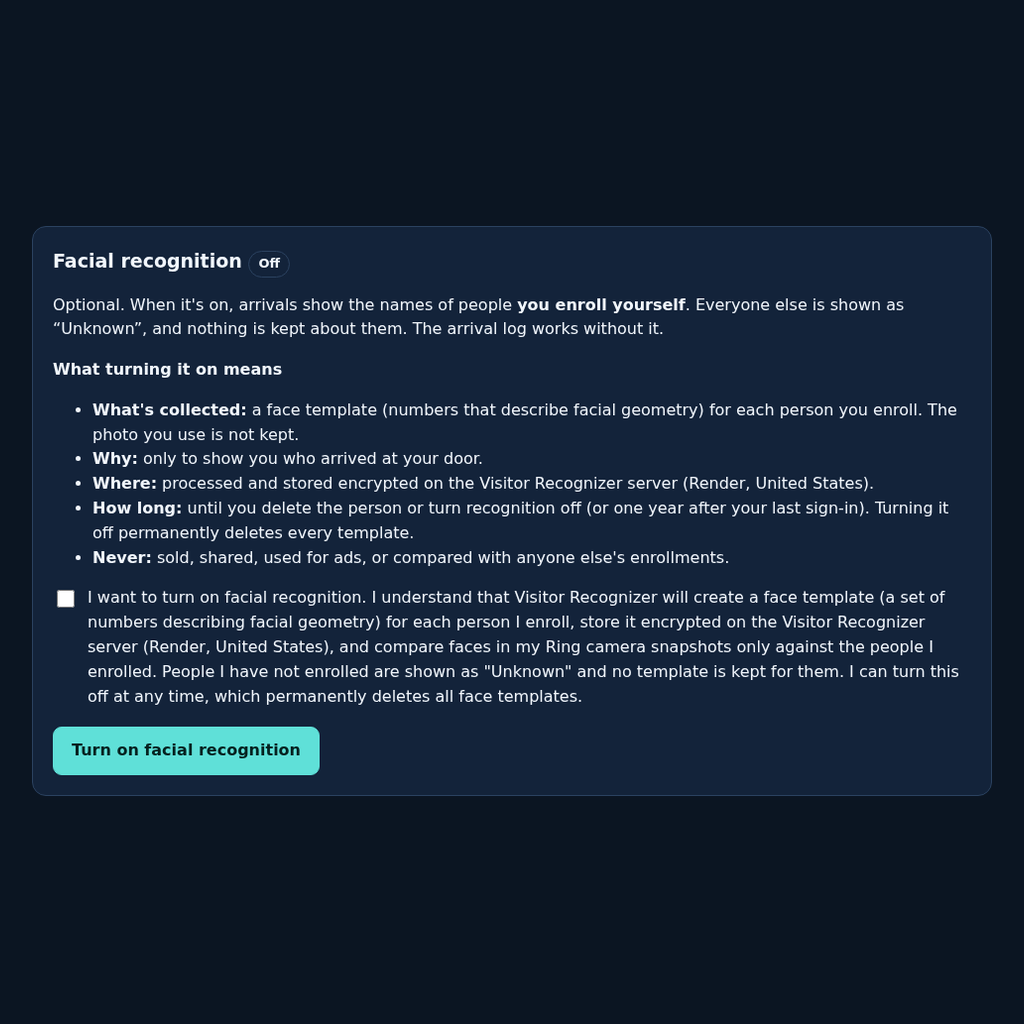 Facial recognition Off
Optional. When it's on, arrivals show the names of people you enroll yourself. Everyone else is shown as
“Unknown”, and nothing is kept about them. The arrival log works without it.
What turning it on means
• What's collected: a face template (numbers that describe facial geometry) for each person you enroll. The
photo you use is not kept.
• Why: only to show you who arrived at your door.
• Where: processed and stored encrypted on the Visitor Recognizer server (Render, United States).
• How long: until you delete the person or turn recognition off (or one year after your last sign-in). Turning it
off permanently deletes every template.
• Never: sold, shared, used for ads, or compared with anyone else's enrollments.
I want to turn on facial recognition. I understand that Visitor Recognizer will create a face template (a set of
numbers describing facial geometry) for each person I enroll, store it encrypted on the Visitor Recognizer
server (Render, United States), and compare faces in my Ring camera snapshots only against the people I
enrolled. People I have not enrolled are shown as "Unknown" and no template is kept for them. I can turn this
off at any time, which permanently deletes all face templates.
Turn on facial recognition